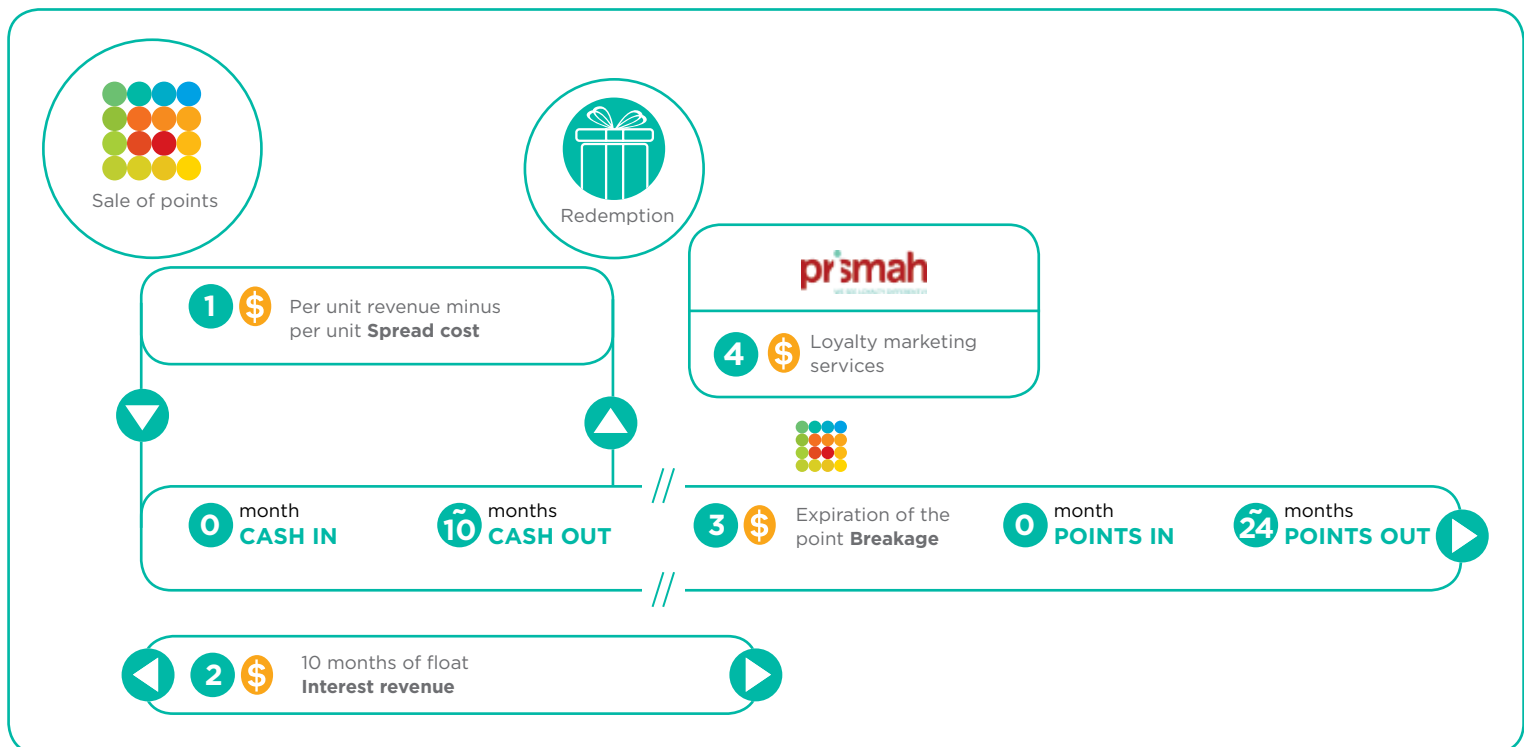 Sale of points
Redemption
prismah
1 $ Per unit revenue minus
per unit Spread cost
4 $ Loyalty marketing
services
0 month
CASH IN
~10 months
CASH OUT
3 $ Expiration of the
point Breakage
0 month
POINTS IN
~24 months
POINTS OUT
2 $ 10 months of float
Interest revenue